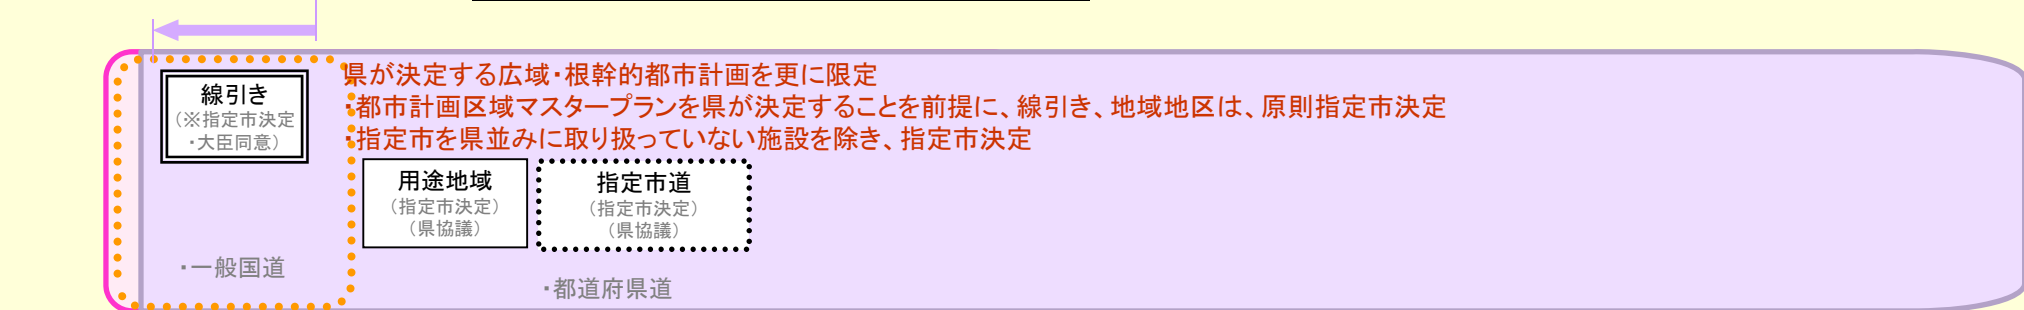 県が決定する広域・根幹的都市計画を更に限定
・都市計画区域マスタープランを県が決定することを前提に、線引き、地域地区は、原則指定市決定
・指定市を県並みに取り扱っていない施設を除き、指定市決定
線引き
（※指定市決定
・大臣同意）
用途地域
（指定市決定）
（県協議）
指定市道
（指定市決定）
（県協議）
・一般国道
・都道府県道